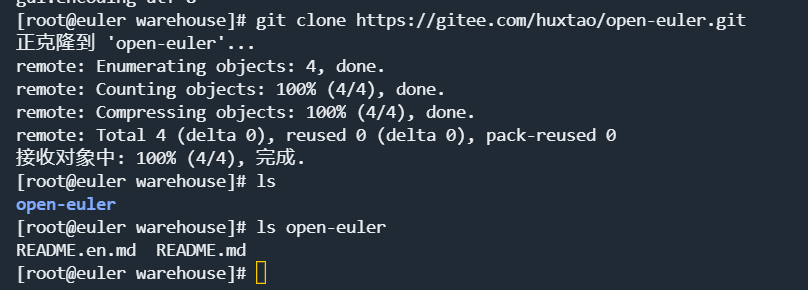 [root@euler warehouse]# git clone https://gitee.com/huxtao/open-euler.git
正克隆到 'open-euler'...
remote: Enumerating objects: 4, done.
remote: Counting objects: 100% (4/4), done.
remote: Compressing objects: 100% (4/4), done.
remote: Total 4 (delta 0), reused 0 (delta 0), pack-reused 0
接收对象中: 100% (4/4), 完成.
[root@euler warehouse]# ls
open-euler
[root@euler warehouse]# ls open-euler
README.en.md  README.md
[root@euler warehouse]#